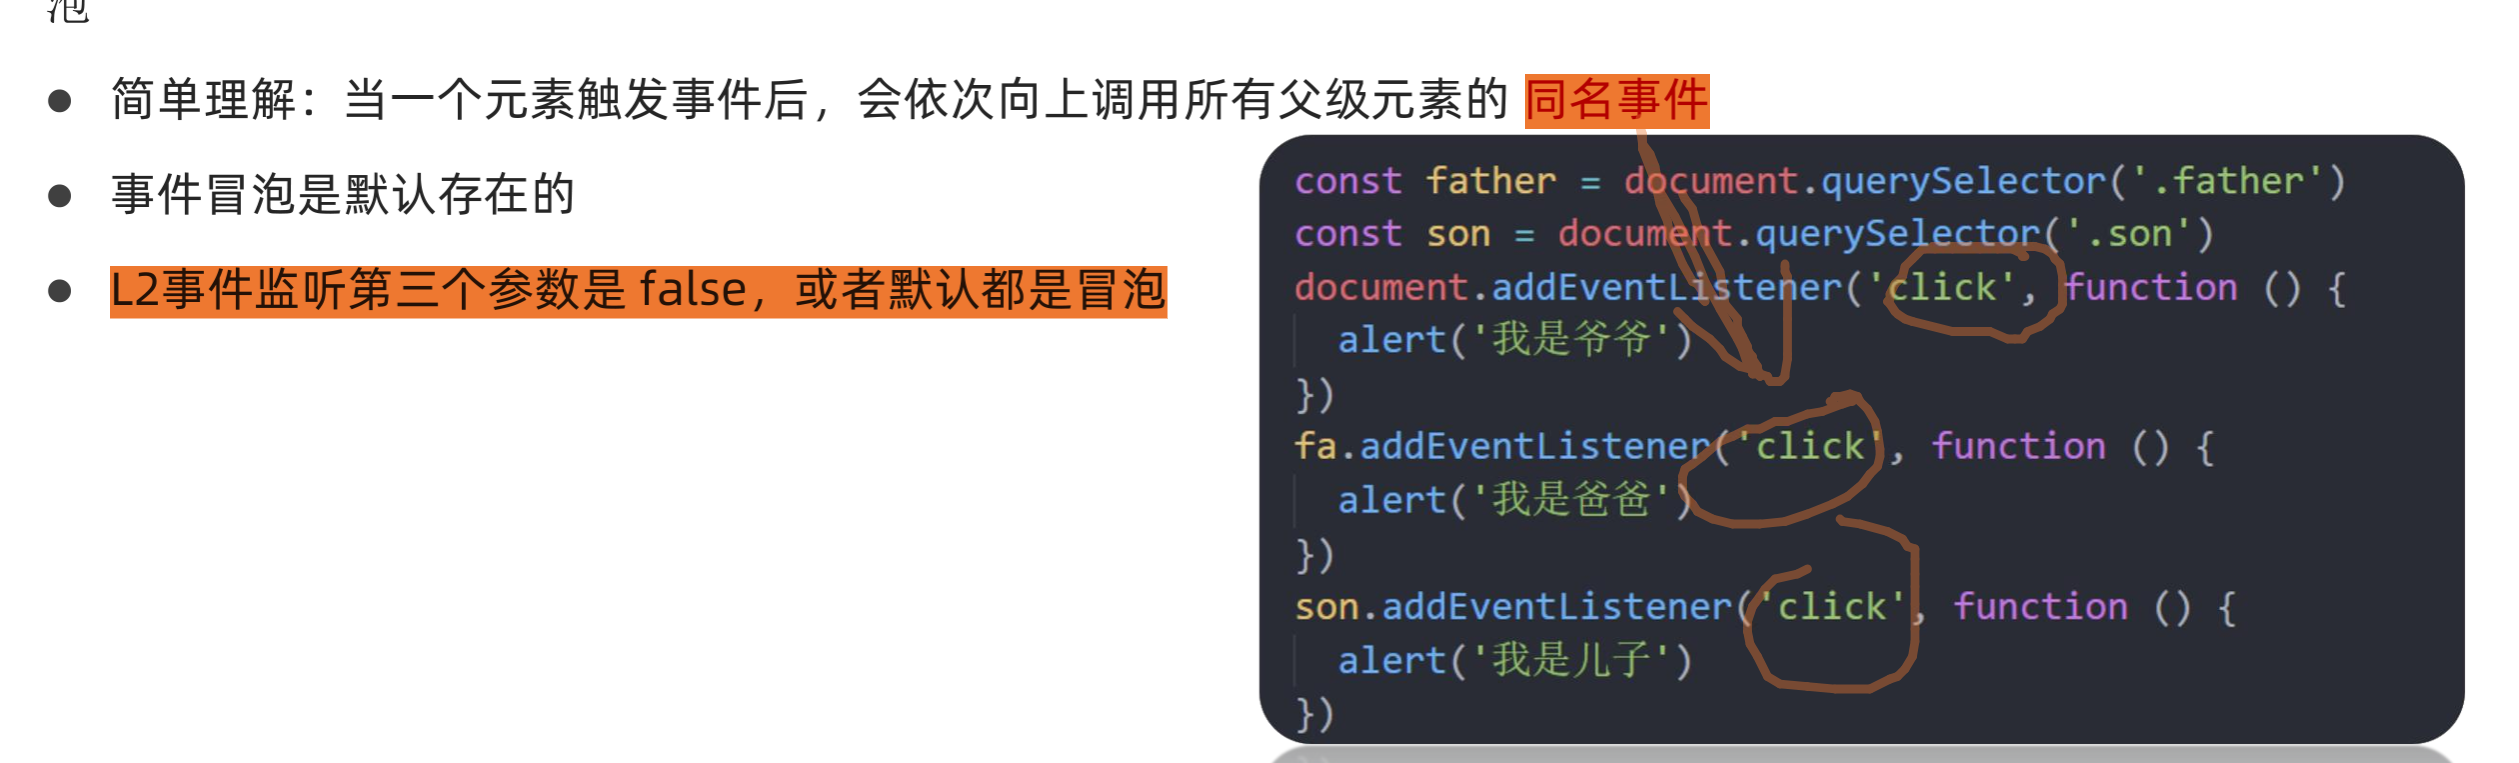 泡
简单理解：当一个元素触发事件后，会依次向上调用所有父级元素的 同名事件
事件冒泡是默认存在的
L2事件监听第三个参数是 false，或者默认都是冒泡
const father = document.querySelector('.father')
const son = document.querySelector('.son')
document.addEventListener('click', function () {
  alert('我是爷爷')
})
fa.addEventListener('click', function () {
  alert('我是爸爸')
})
son.addEventListener('click', function () {
  alert('我是儿子')
})